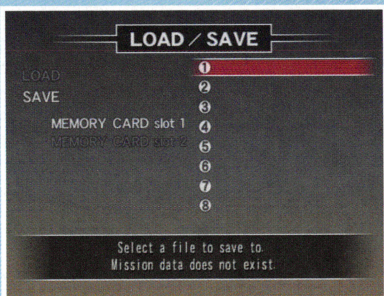 LOAD / SAVE
LOAD
SAVE
MEMORY CARD slot 1
MEMORY CARD slot 2
1
2
3
4
5
6
7
8
Select a file to save to.
Mission data does not exist.